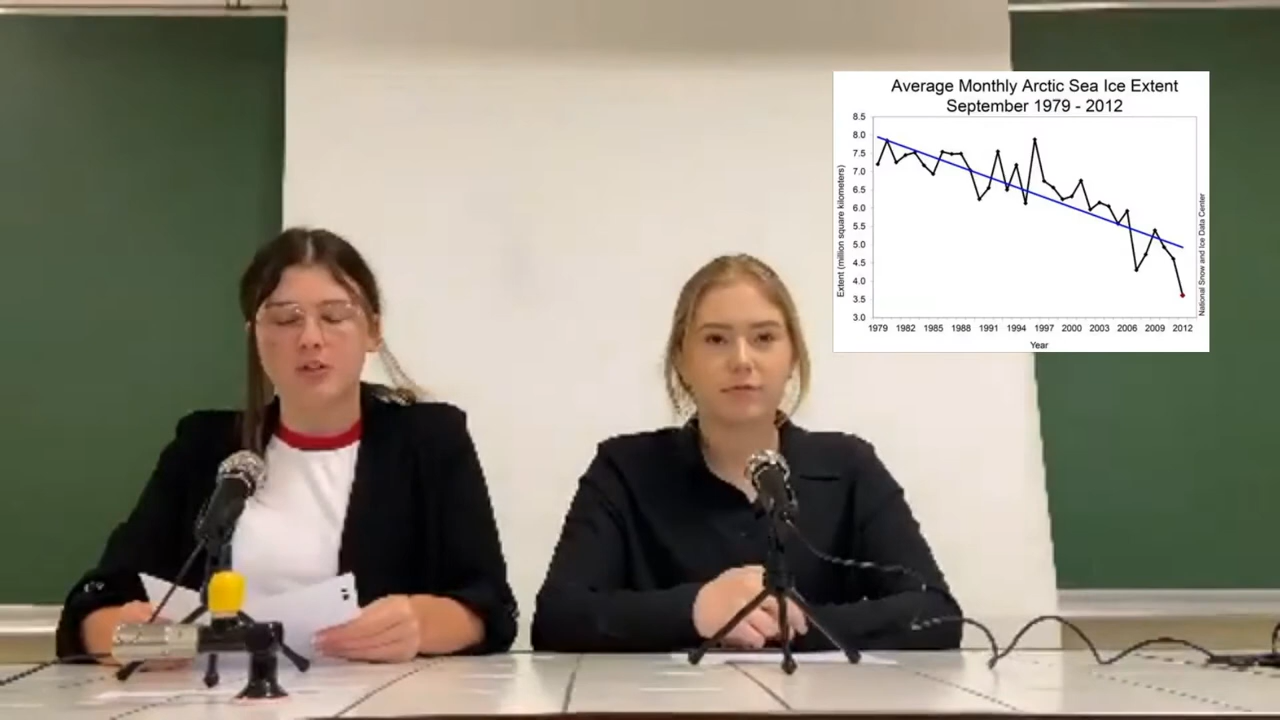 Average Monthly Arctic Sea Ice Extent
September 1979 - 2012
Extent (million square kilometers)
8.5
8.0
7.5
7.0
6.5
6.0
5.5
5.0
4.5
4.0
3.5
3.0
1979 1982 1985 1988 1991 1994 1997 2000 2003 2006 2009 2012
Year
National Snow and Ice Data Center